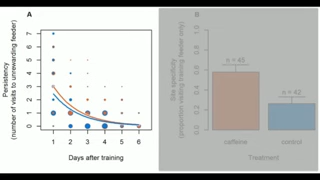 A
Persistency
(number of visits to unrewarding feeder)
7
6
5
4
3
2
1
0
1 2 3 4 5 6
Days after training
B
Site specificity
(proportion visiting training feeder only)
1.0
0.8
0.6
0.4
0.2
0.0
n = 45
n = 42
caffeine control
Treatment